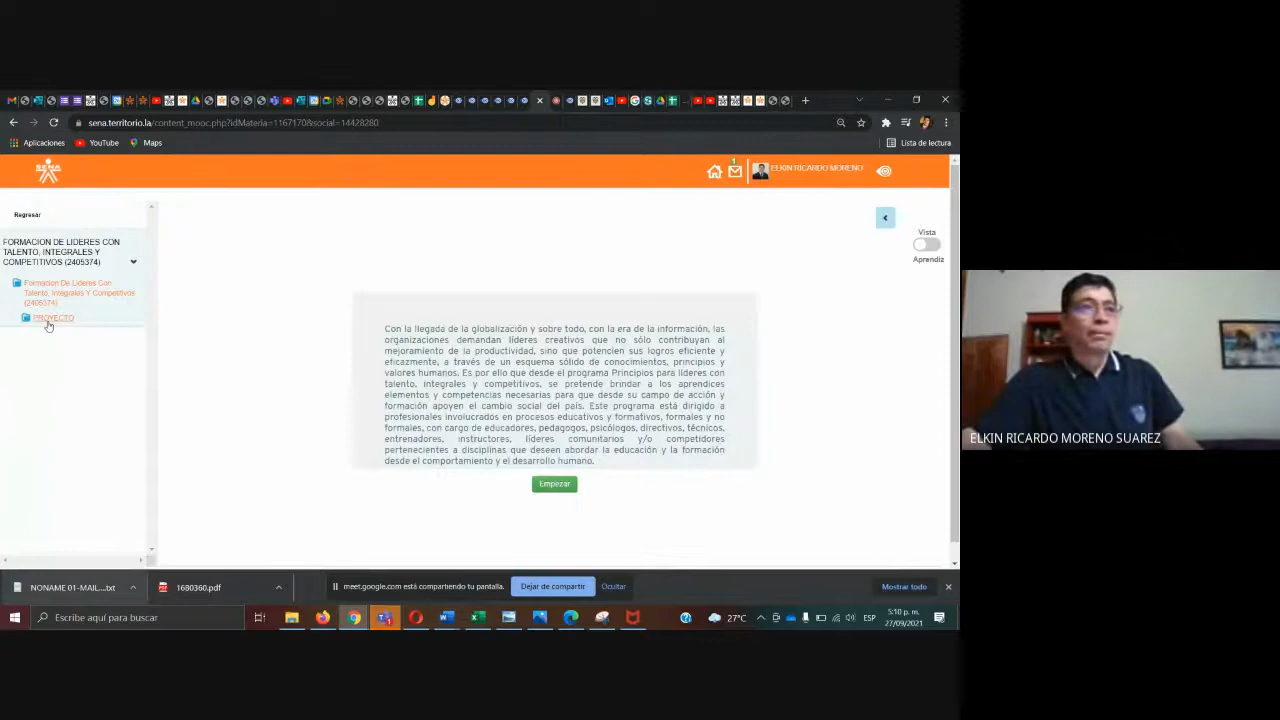 sena.territorio.la/content_mooc.php?idMateria=1167170&social=14428280
Aplicaciones YouTube Maps Lista de lectura
SENA ELKIN RICARDO MORENO
1
Regresar
FORMACION DE LIDERES CON
TALENTO, INTEGRALES Y
COMPETITIVOS (2405374)
Formacion De Lideres Con
Talento, Integrales Y Competitivos
(2405374)
PROYECTO
Vista
Aprendiz
Con la llegada de la globalización y sobre todo, con la era de la información, las
organizaciones demandan líderes creativos que no sólo contribuyan al
mejoramiento de la productividad, sino que potencien sus logros eficiente y
eficazmente, a través de un esquema sólido de conocimientos, principios y
valores humanos. Es por ello que desde el programa Principios para líderes con
talento, integrales y competitivos, se pretende brindar a los aprendices
elementos y competencias necesarias para que desde su campo de acción y
formación apoyen el cambio social del país. Este programa está dirigido a
profesionales involucrados en procesos educativos y formativos, formales y no
formales, con cargo de educadores, pedagogos, psicólogos, directivos, técnicos,
entrenadores, instructores, líderes comunitarios y/o competidores
pertenecientes a disciplinas que deseen abordar la educación y la formación
desde el comportamiento y el desarrollo humano.
Empezar
ELKIN RICARDO MORENO SUAREZ
NONAME 01-MAIL....txt 1680360.pdf meet.google.com está compartiendo tu pantalla. Dejar de compartir Ocultar Mostrar todo
Escribe aquí para buscar 27°C ESP 5:10 p. m.
27/09/2021